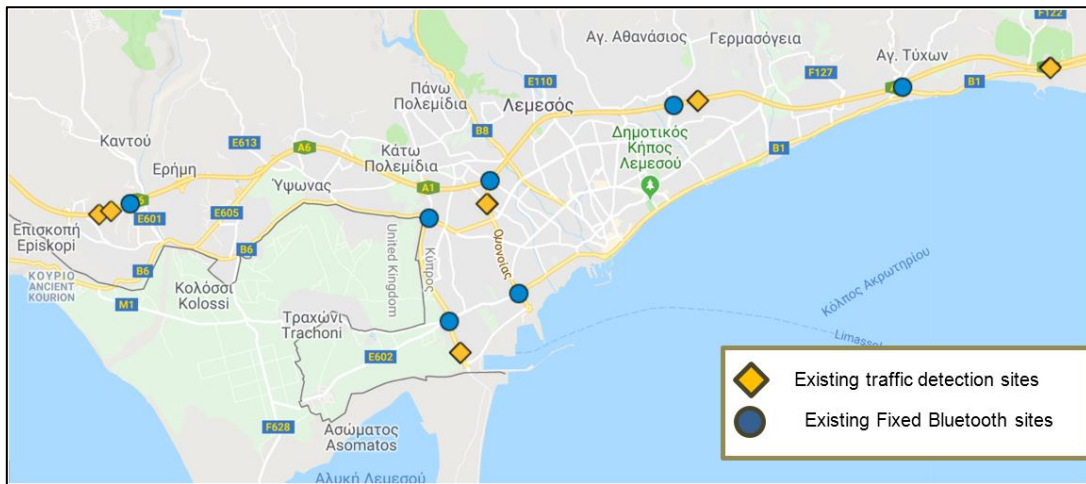 F122
Αγ. Αθανάσιος
Γερμασόγεια
Αγ. Τύχων
Πάνω
Πολεμίδια
E110
Λεμεσός
F127
B1
Καντού
E613
A6
B8
Δημοτικός
Κήπος
Λεμεσού
B1
Ερήμη
Κάτω
Πολεμίδια
Ύψωνας
A1
E601
E605
Επισκοπή
Episkopi
B6
B6
United Kingdom
Κύπρος
Ομονοίας
ΚΟΥΡΙΟ
ANCIENT
KOURION
M1
Κολόσσι
Kolossi
Τραχώνι
Trachoni
E602
Κόλπος Ακρωτηρίου
Limassol
F628
Ασώματος
Asomatos
Αλυκή Λεμεσού
Existing traffic detection sites
Existing Fixed Bluetooth sites